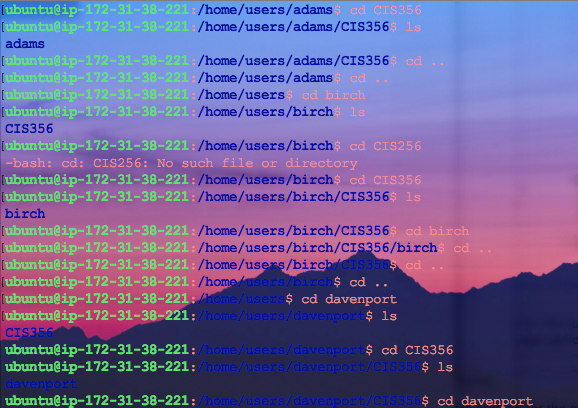 ubuntu@ip-172-31-38-221:/home/users/adams$ cd CIS356
ubuntu@ip-172-31-38-221:/home/users/adams/CIS356$ ls
adams
ubuntu@ip-172-31-38-221:/home/users/adams/CIS356$ cd ..
ubuntu@ip-172-31-38-221:/home/users/adams$ cd ..
ubuntu@ip-172-31-38-221:/home/users$ cd birch
ubuntu@ip-172-31-38-221:/home/users/birch$ ls
CIS356
ubuntu@ip-172-31-38-221:/home/users/birch$ cd CIS256
-bash: cd: CIS256: No such file or directory
ubuntu@ip-172-31-38-221:/home/users/birch$ cd CIS356
ubuntu@ip-172-31-38-221:/home/users/birch/CIS356$ ls
birch
ubuntu@ip-172-31-38-221:/home/users/birch/CIS356$ cd birch
ubuntu@ip-172-31-38-221:/home/users/birch/CIS356/birch$ cd ..
ubuntu@ip-172-31-38-221:/home/users/birch/CIS356$ cd ..
ubuntu@ip-172-31-38-221:/home/users/birch$ cd ..
ubuntu@ip-172-31-38-221:/home/users$ cd davenport
ubuntu@ip-172-31-38-221:/home/users/davenport$ ls
CIS356
ubuntu@ip-172-31-38-221:/home/users/davenport$ cd CIS356
ubuntu@ip-172-31-38-221:/home/users/davenport/CIS356$ ls
davenport
ubuntu@ip-172-31-38-221:/home/users/davenport/CIS356$ cd davenport